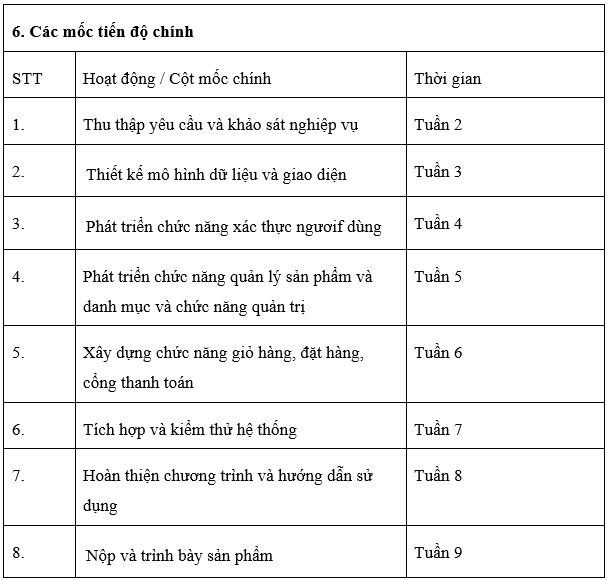 6. Các mốc tiến độ chính
STT Hoạt động / Cột mốc chính Thời gian
1. Thu thập yêu cầu và khảo sát nghiệp vụ Tuần 2
2. Thiết kế mô hình dữ liệu và giao diện Tuần 3
3. Phát triển chức năng xác thực ngươif dùng Tuần 4
4. Phát triển chức năng quản lý sản phẩm và Tuần 5
danh mục và chức năng quản trị
5. Xây dựng chức năng giỏ hàng, đặt hàng, Tuần 6
cổng thanh toán
6. Tích hợp và kiểm thử hệ thống Tuần 7
7. Hoàn thiện chương trình và hướng dẫn sử Tuần 8
dụng
8. Nộp và trình bày sản phẩm Tuần 9